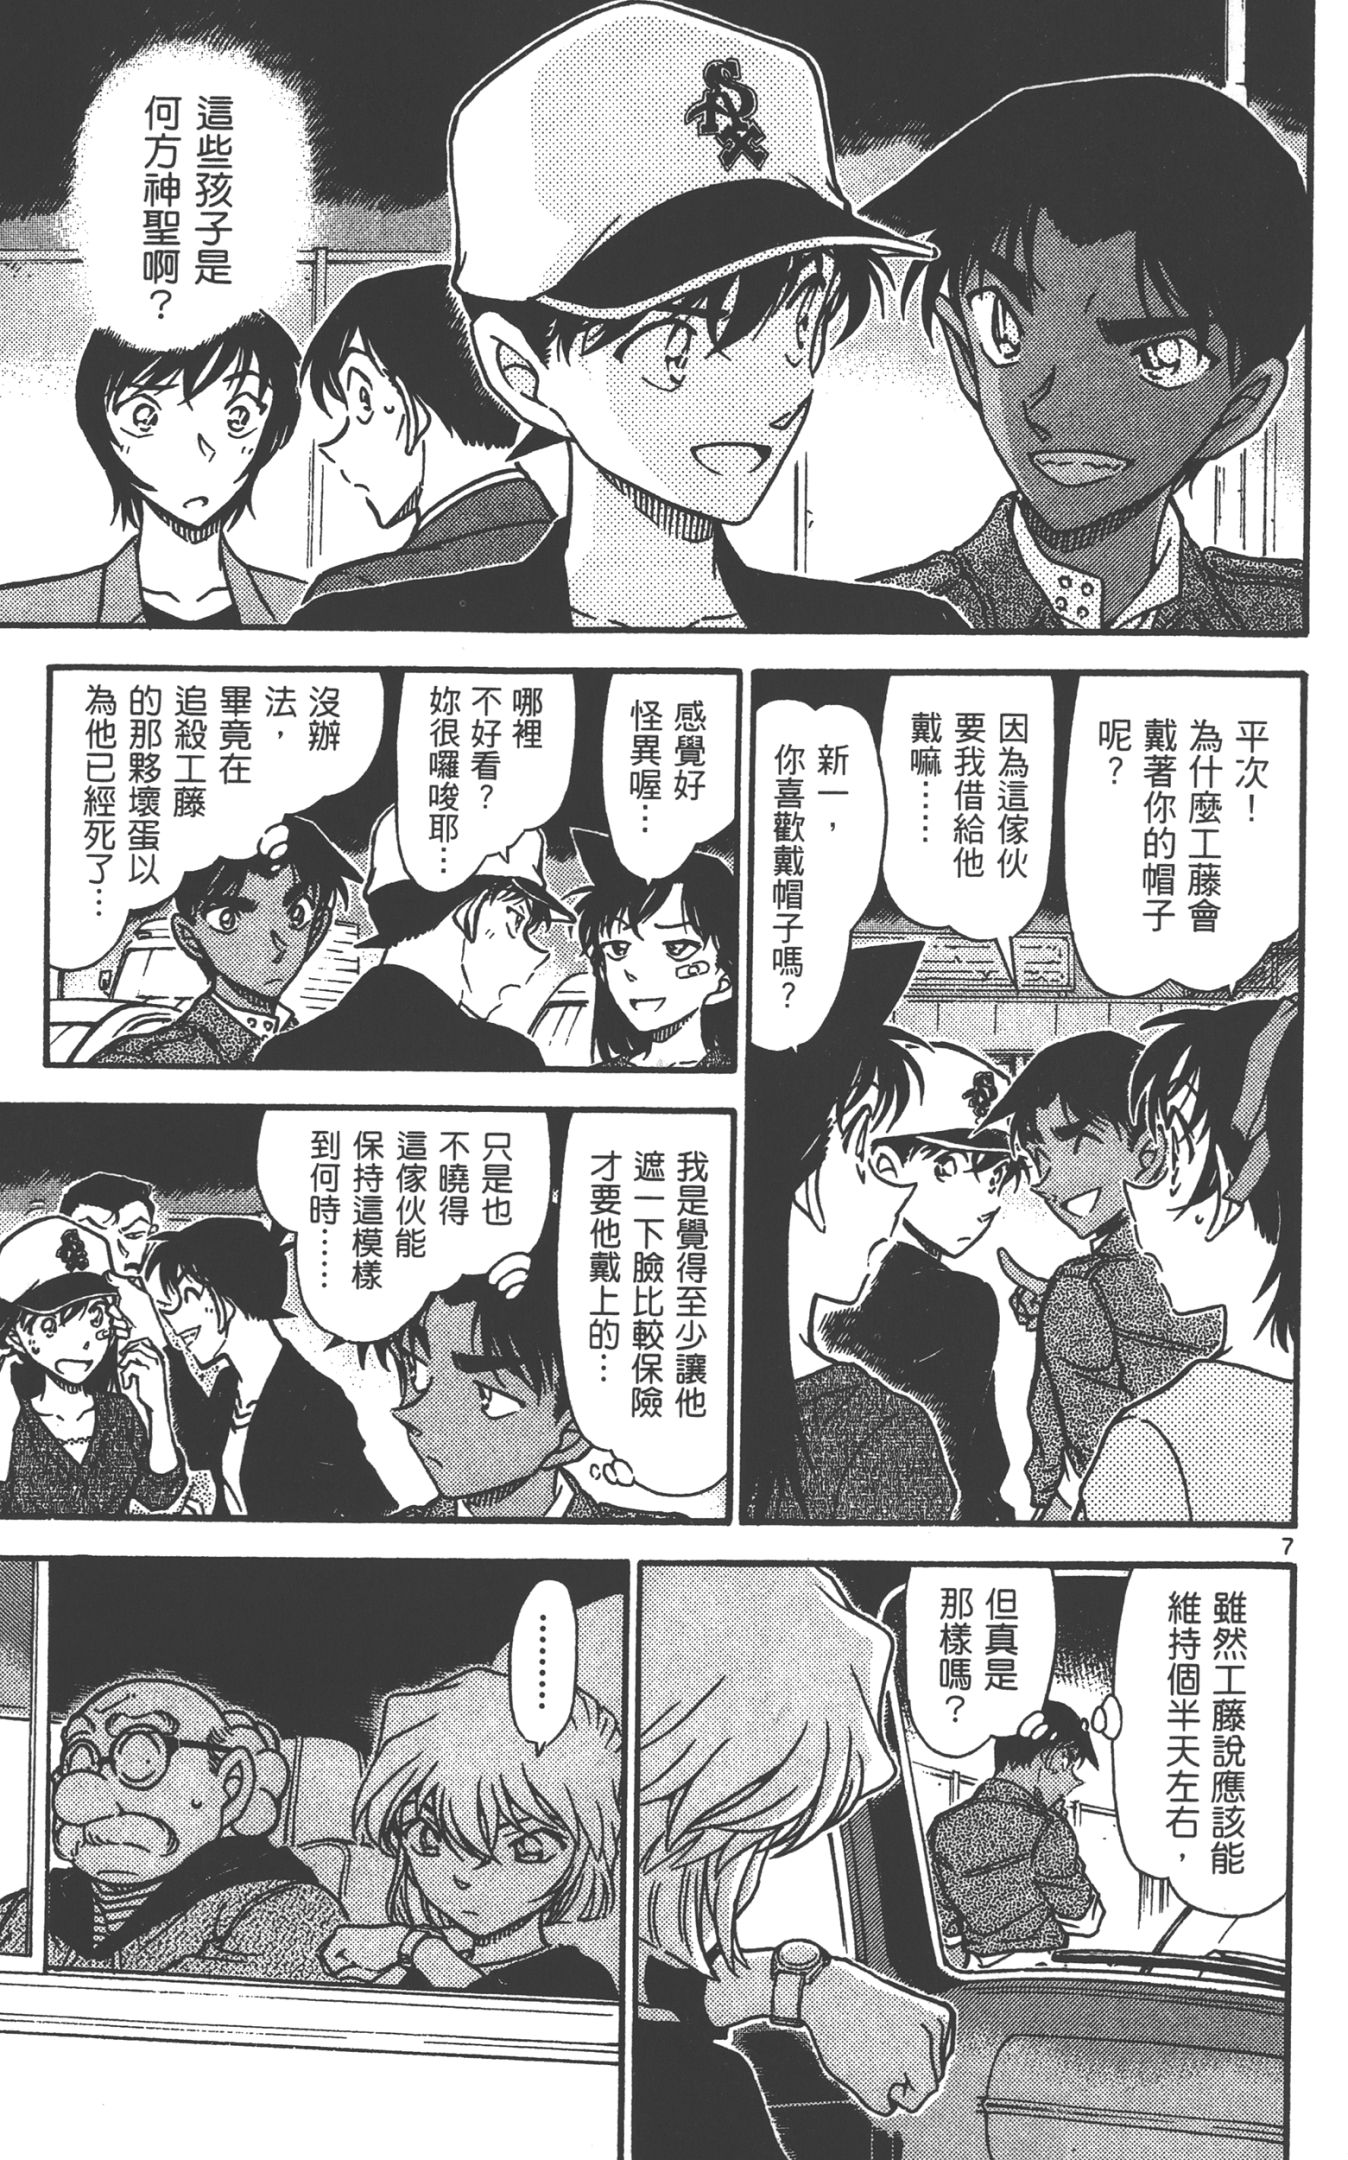 這些孩子是
何方神聖啊？
平次！
為什麼工藤會
戴著你的帽子
呢？
因為這傢伙
要我借給他
戴嘛……
新一，
你喜歡戴帽子嗎？
感覺好
怪異喔…
哪裡
不好看？
妳很囉唆耶…
沒辦
法，
畢竟在
追殺工藤
的那夥壞蛋以
為他已經死了…
我是覺得至少讓他
遮一下臉比較保險
才要他戴上的…
只是也
不曉得
這傢伙能
保持這模樣
到何時……
7
雖然工藤說應該能
維持個半天左右，
但真是
那樣嗎？
………